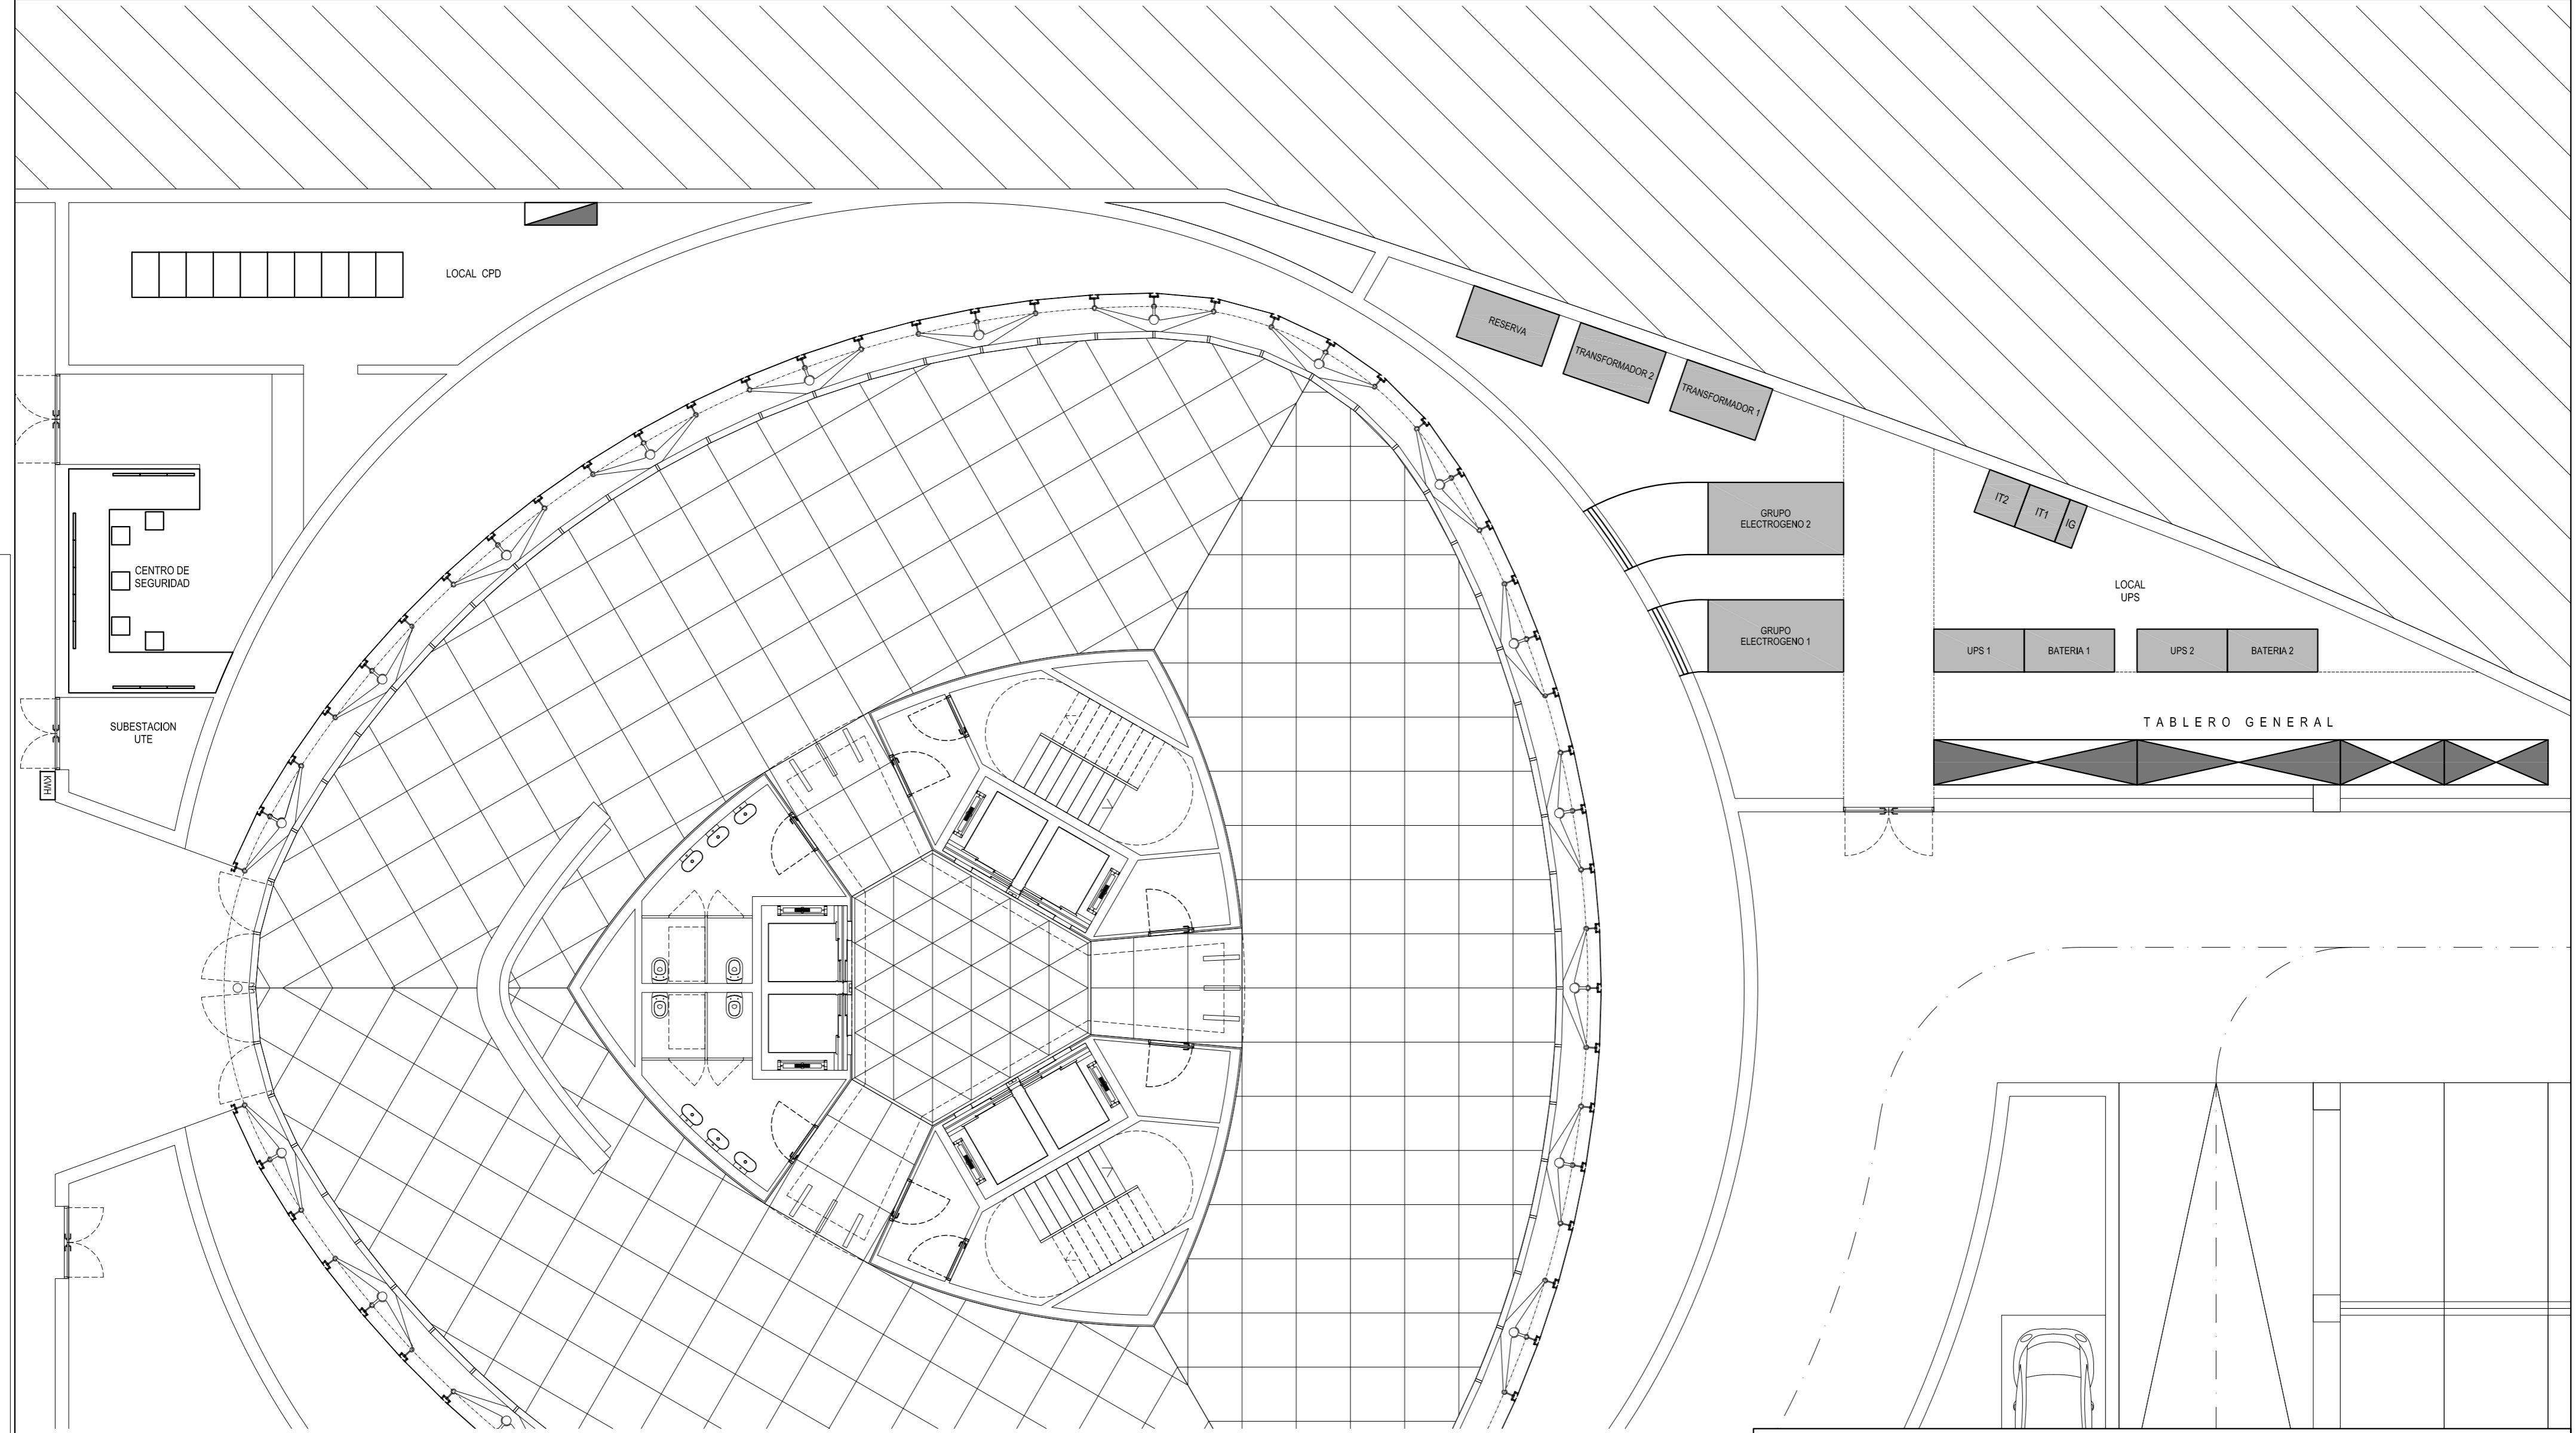 LOCAL CPD
RESERVA
TRANSFORMADOR 2
TRANSFORMADOR 1
GRUPO
ELECTROGENO 2
IT2
IT1
IG
CENTRO DE
SEGURIDAD
LOCAL
UPS
GRUPO
ELECTROGENO 1
UPS 1
BATERIA 1
UPS 2
BATERIA 2
SUBESTACION
UTE
TABLERO GENERAL
KWH